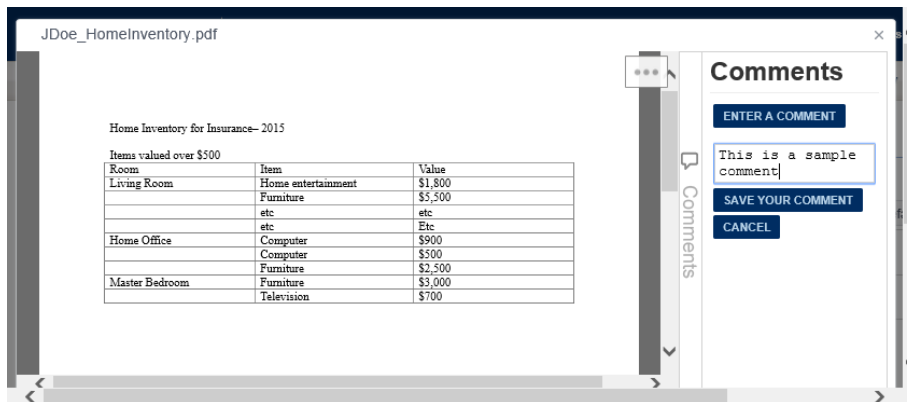 JDoe_HomeInventory.pdf
Home Inventory for Insurance– 2015
Items valued over $500
Room Item Value
Living Room Home entertainment $1,800
Furniture $5,500
etc etc
etc Etc
Home Office Computer $900
Computer $500
Furniture $2,500
Master Bedroom Furniture $3,000
Television $700
Comments
Comments
ENTER A COMMENT
This is a sample
comment
SAVE YOUR COMMENT
CANCEL